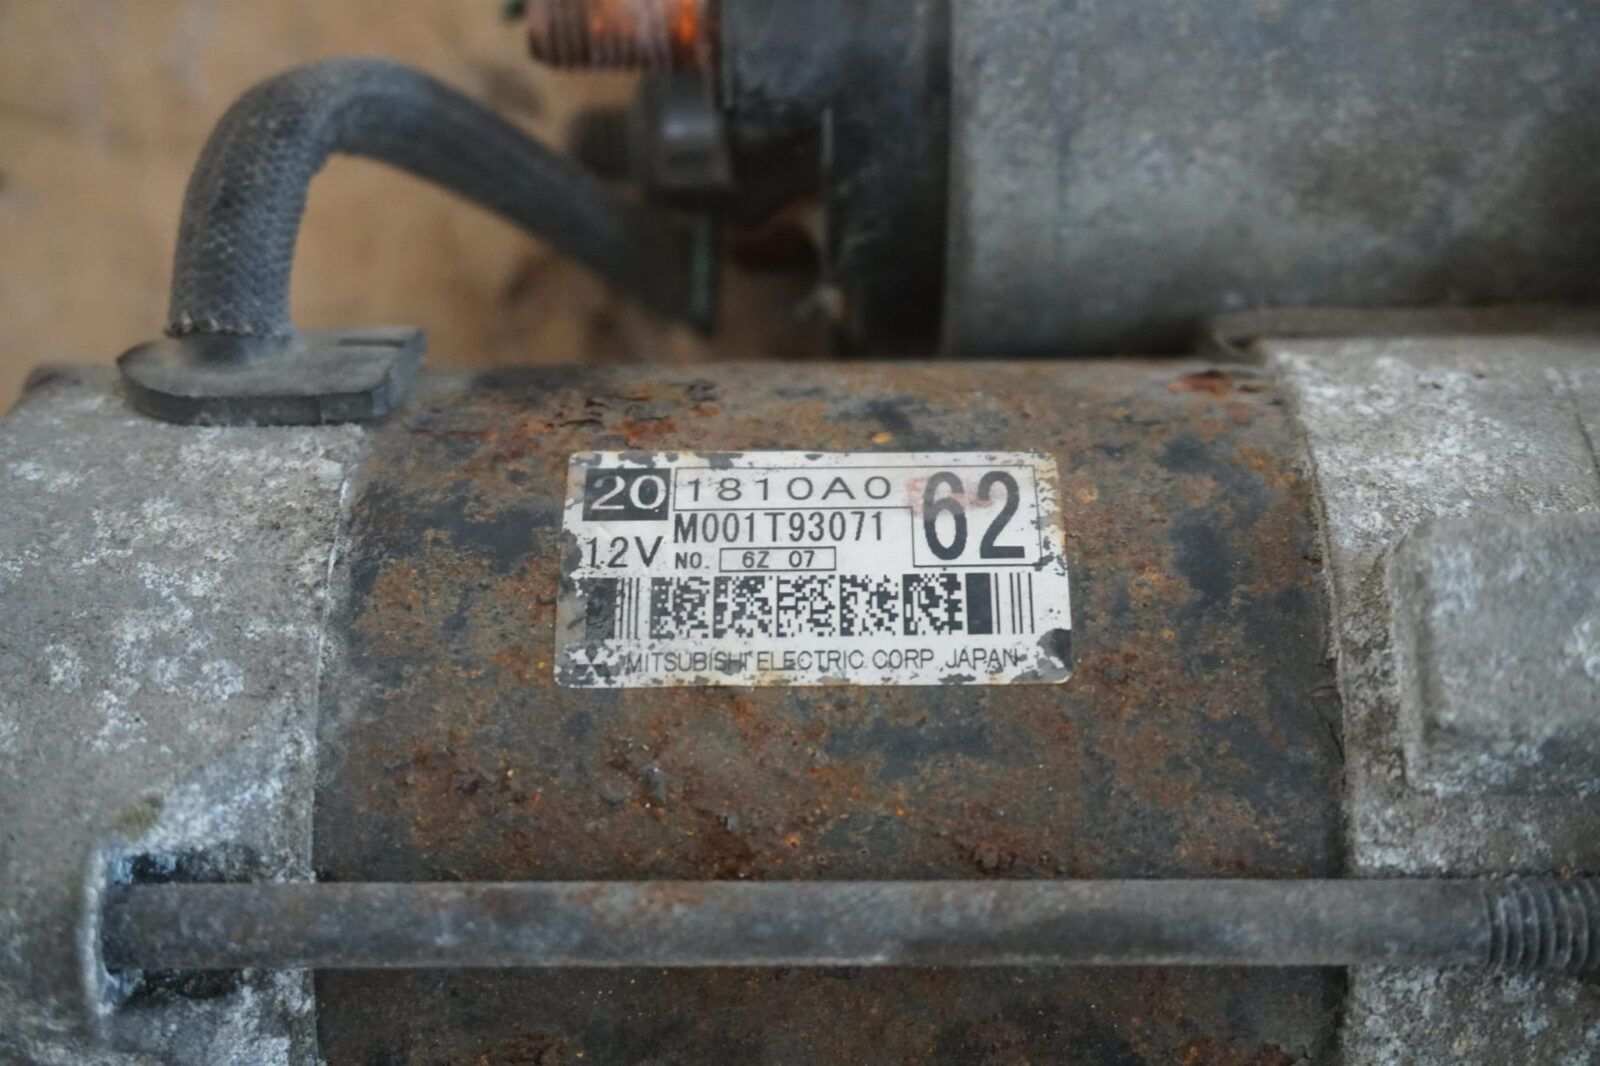 20 1810A0 62
M001T93071
12V NO. 6Z 07
MITSUBISHI ELECTRIC CORP. JAPAN